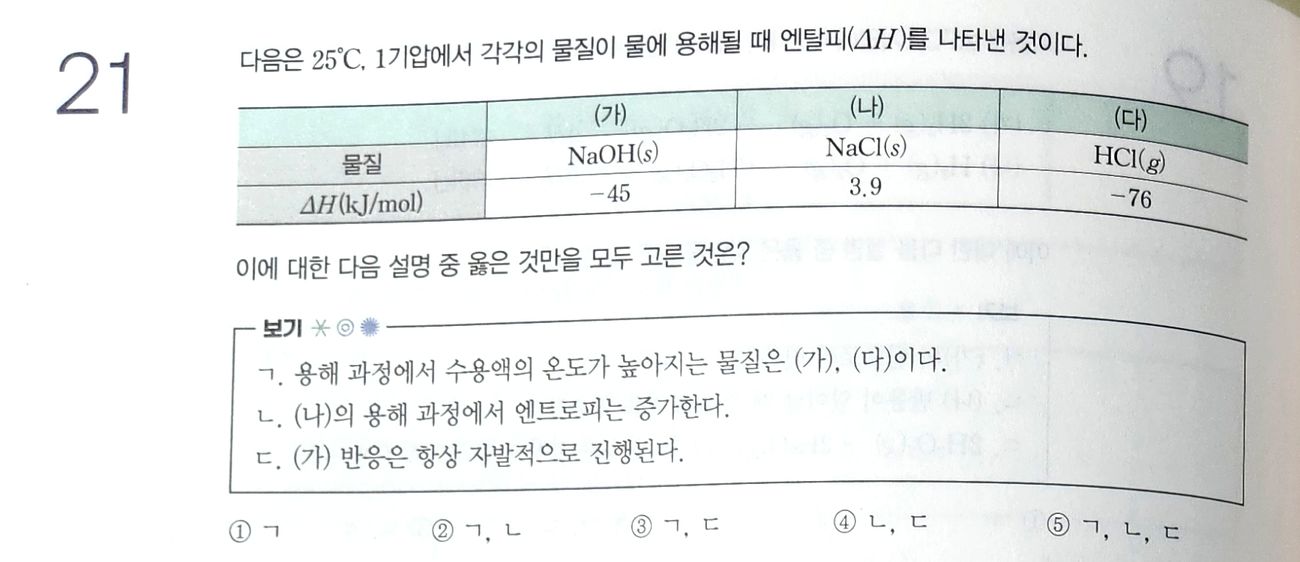 21
다음은 25℃, 1기압에서 각각의 물질이 물에 용해될 때 엔탈피(ΔH)를 나타낸 것이다.
(가) (나) (다)
물질 NaOH(s) NaCl(s) HCl(g)
ΔH(kJ/mol) −45 3.9 −76
이에 대한 다음 설명 중 옳은 것만을 모두 고른 것은?
보기
ㄱ. 용해 과정에서 수용액의 온도가 높아지는 물질은 (가), (다)이다.
ㄴ. (나)의 용해 과정에서 엔트로피는 증가한다.
ㄷ. (가) 반응은 항상 자발적으로 진행된다.
① ㄱ ② ㄱ, ㄴ ③ ㄱ, ㄷ ④ ㄴ, ㄷ ⑤ ㄱ, ㄴ, ㄷ